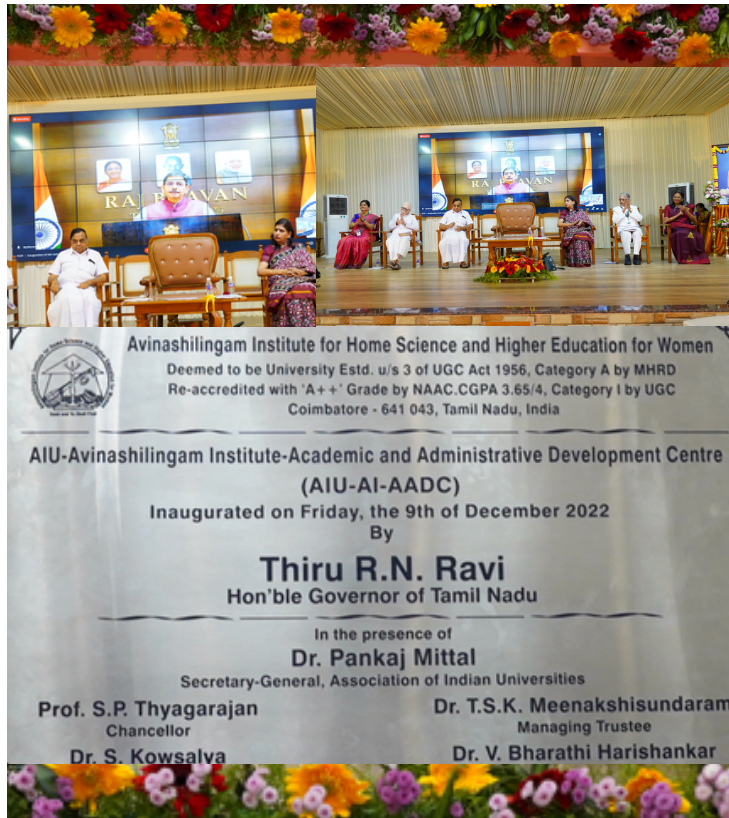 RAJ BHAVAN
RAJ BHAVAN
Avinashilingam Institute for Home Science and Higher Education for Women
Deemed to be University Estd. u/s 3 of UGC Act 1956, Category A by MHRD
Re-accredited with 'A++' Grade by NAAC.CGPA 3.65/4, Category I by UGC
Coimbatore - 641 043, Tamil Nadu, India
AIU-Avinashilingam Institute-Academic and Administrative Development Centre
(AIU-AI-AADC)
Inaugurated on Friday, the 9th of December 2022
By
Thiru R.N. Ravi
Hon'ble Governor of Tamil Nadu
In the presence of
Dr. Pankaj Mittal
Secretary-General, Association of Indian Universities
Prof. S.P. Thyagarajan
Chancellor
Dr. T.S.K. Meenakshisundaram
Managing Trustee
Dr. S. Kowsalya
Dr. V. Bharathi Harishankar